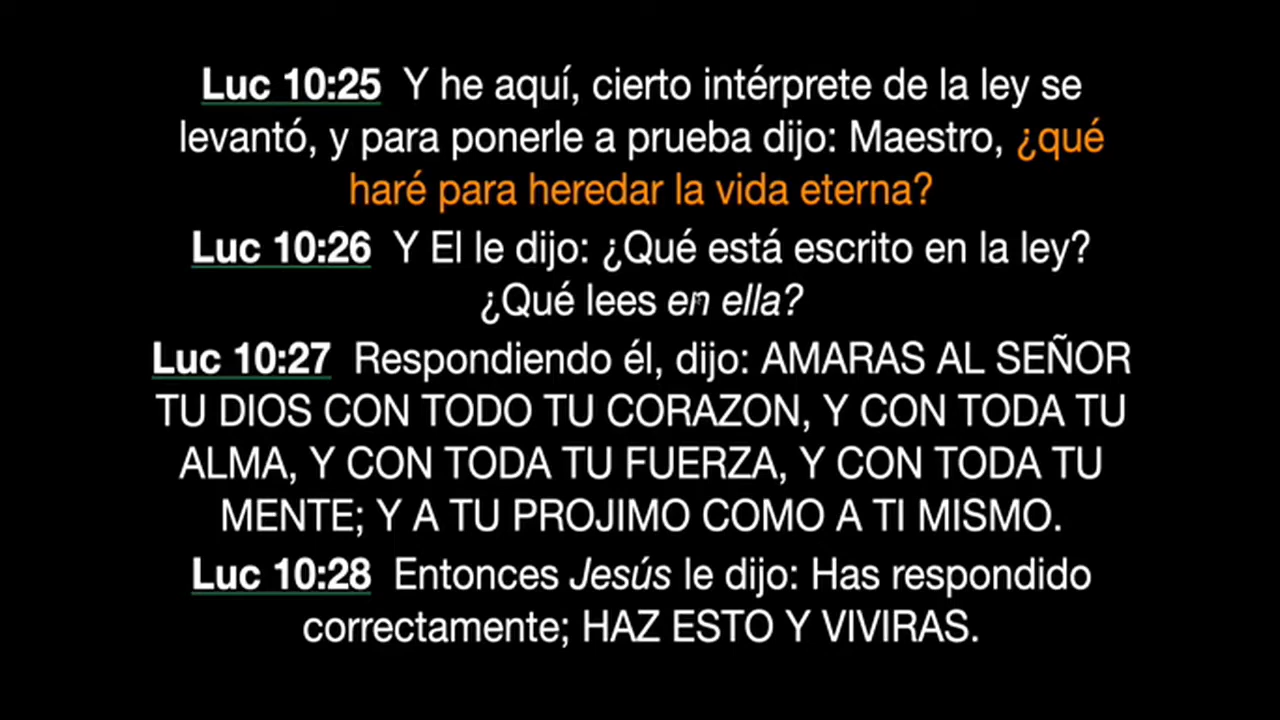 Luc 10:25 Y he aquí, cierto intérprete de la ley se
levantó, y para ponerle a prueba dijo: Maestro, ¿qué
haré para heredar la vida eterna?
Luc 10:26 Y El le dijo: ¿Qué está escrito en la ley?
¿Qué lees en ella?
Luc 10:27 Respondiendo él, dijo: AMARAS AL SEÑOR
TU DIOS CON TODO TU CORAZON, Y CON TODA TU
ALMA, Y CON TODA TU FUERZA, Y CON TODA TU
MENTE; Y A TU PROJIMO COMO A TI MISMO.
Luc 10:28 Entonces Jesús le dijo: Has respondido
correctamente; HAZ ESTO Y VIVIRAS.